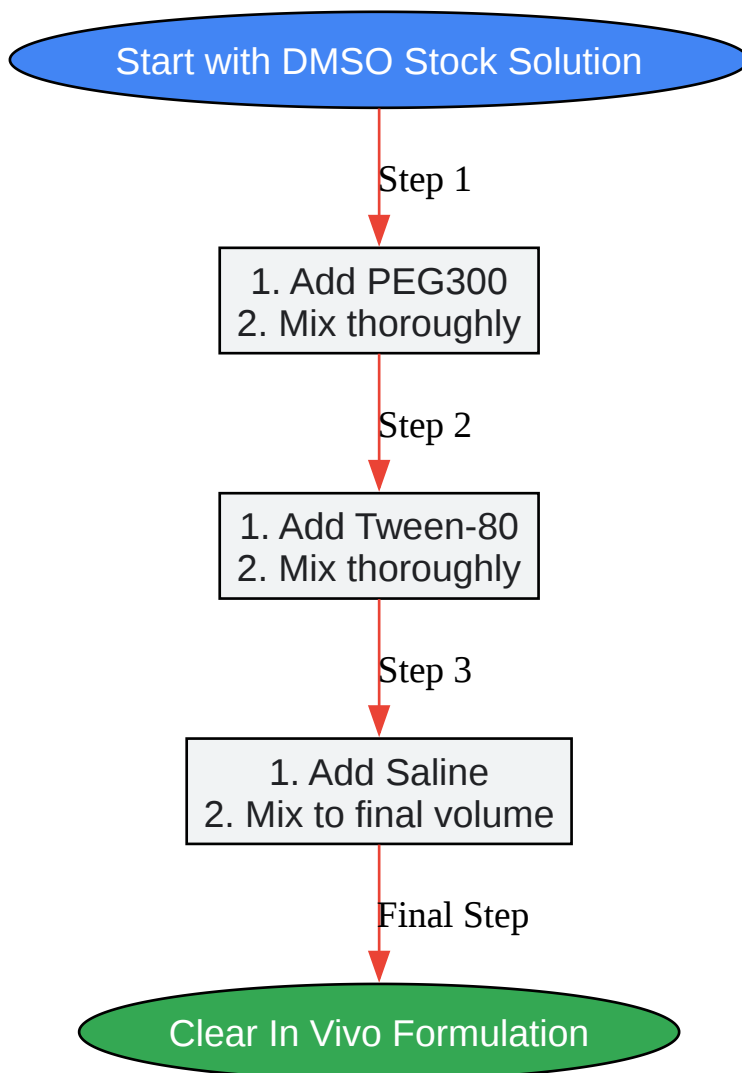 Start with DMSO Stock Solution
Step 1
1. Add PEG300
2. Mix thoroughly
Step 2
1. Add Tween-80
2. Mix thoroughly
Step 3
1. Add Saline
2. Mix to final volume
Final Step
Clear In Vivo Formulation